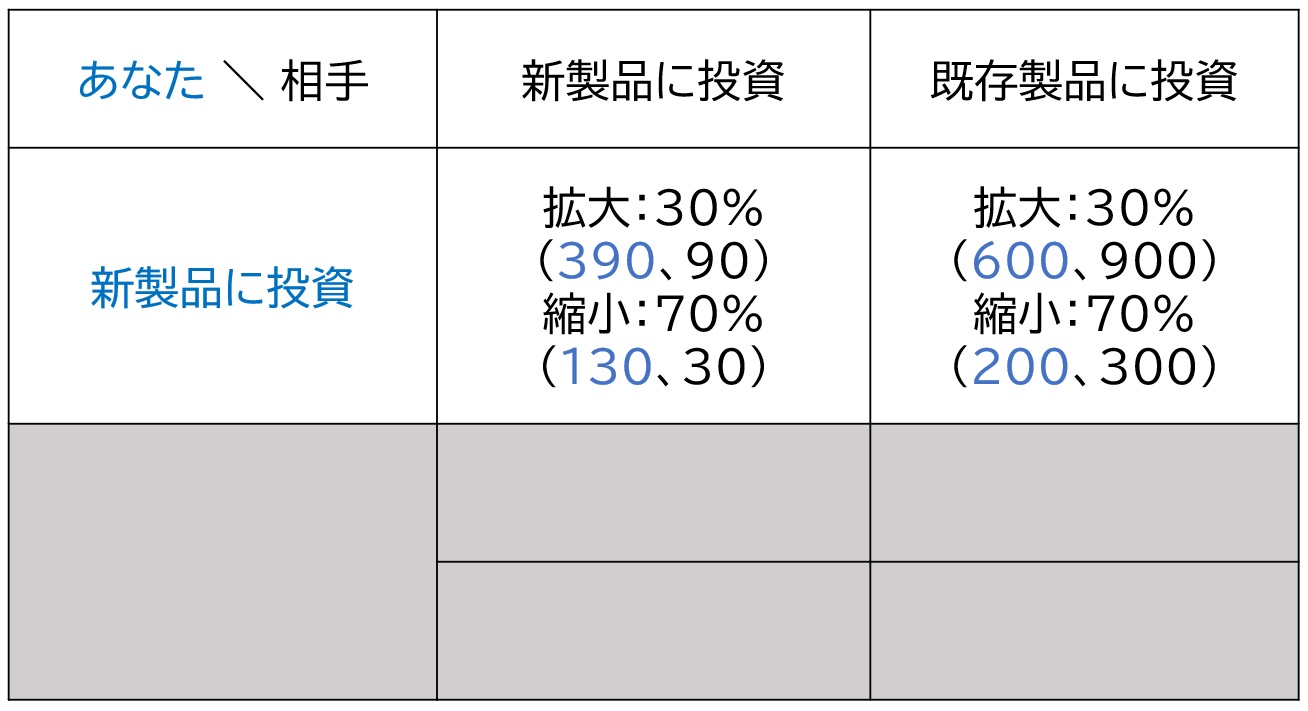 あなた ＼ 相手
新製品に投資
既存製品に投資
新製品に投資
拡大：30%
（390、90）
縮小：70%
（130、30）
拡大：30%
（600、900）
縮小：70%
（200、300）